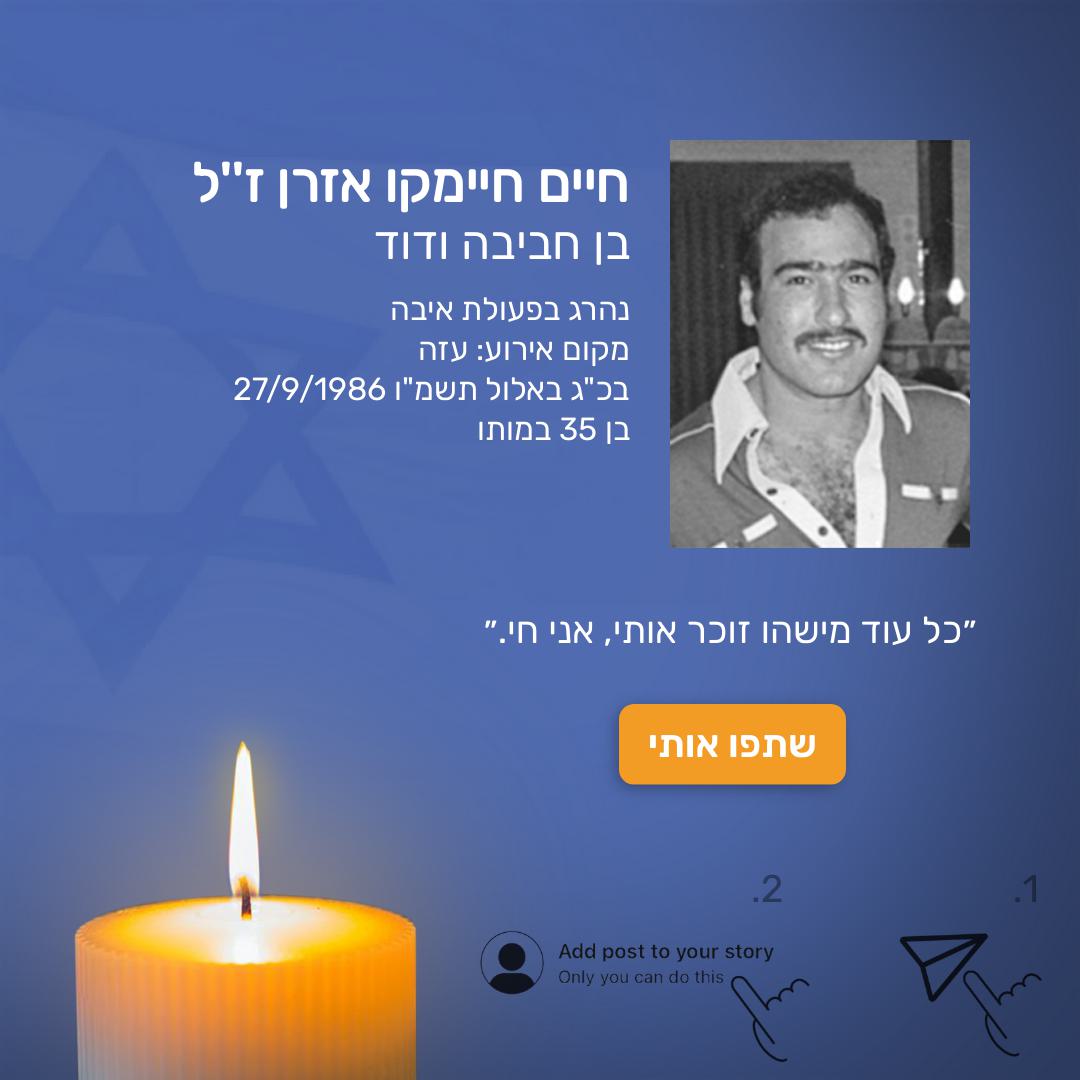 חיים חיימקו אזרן ז"ל
בן חביבה ודוד
נהרג בפעולת איבה
מקום אירוע: עזה
בכ"ג באלול תשמ"ו 27/9/1986
בן 35 במותו
״כל עוד מישהו זוכר אותי, אני חי.״
שתפו אותי
1.
2.
Add post to your story
Only you can do this